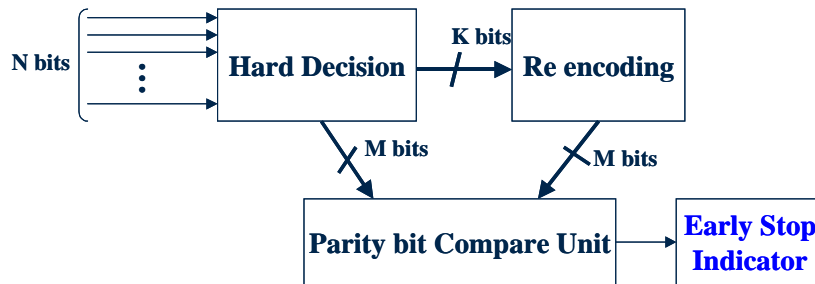 K bits
N bits
Hard Decision
Re encoding
M bits
M bits
Parity bit Compare Unit
Early Stop
Indicator